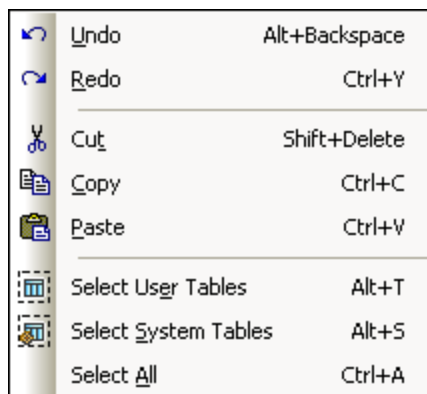 Undo Alt+Backspace
Redo Ctrl+Y
Cut Shift+Delete
Copy Ctrl+C
Paste Ctrl+V
Select User Tables Alt+T
Select System Tables Alt+S
Select All Ctrl+A